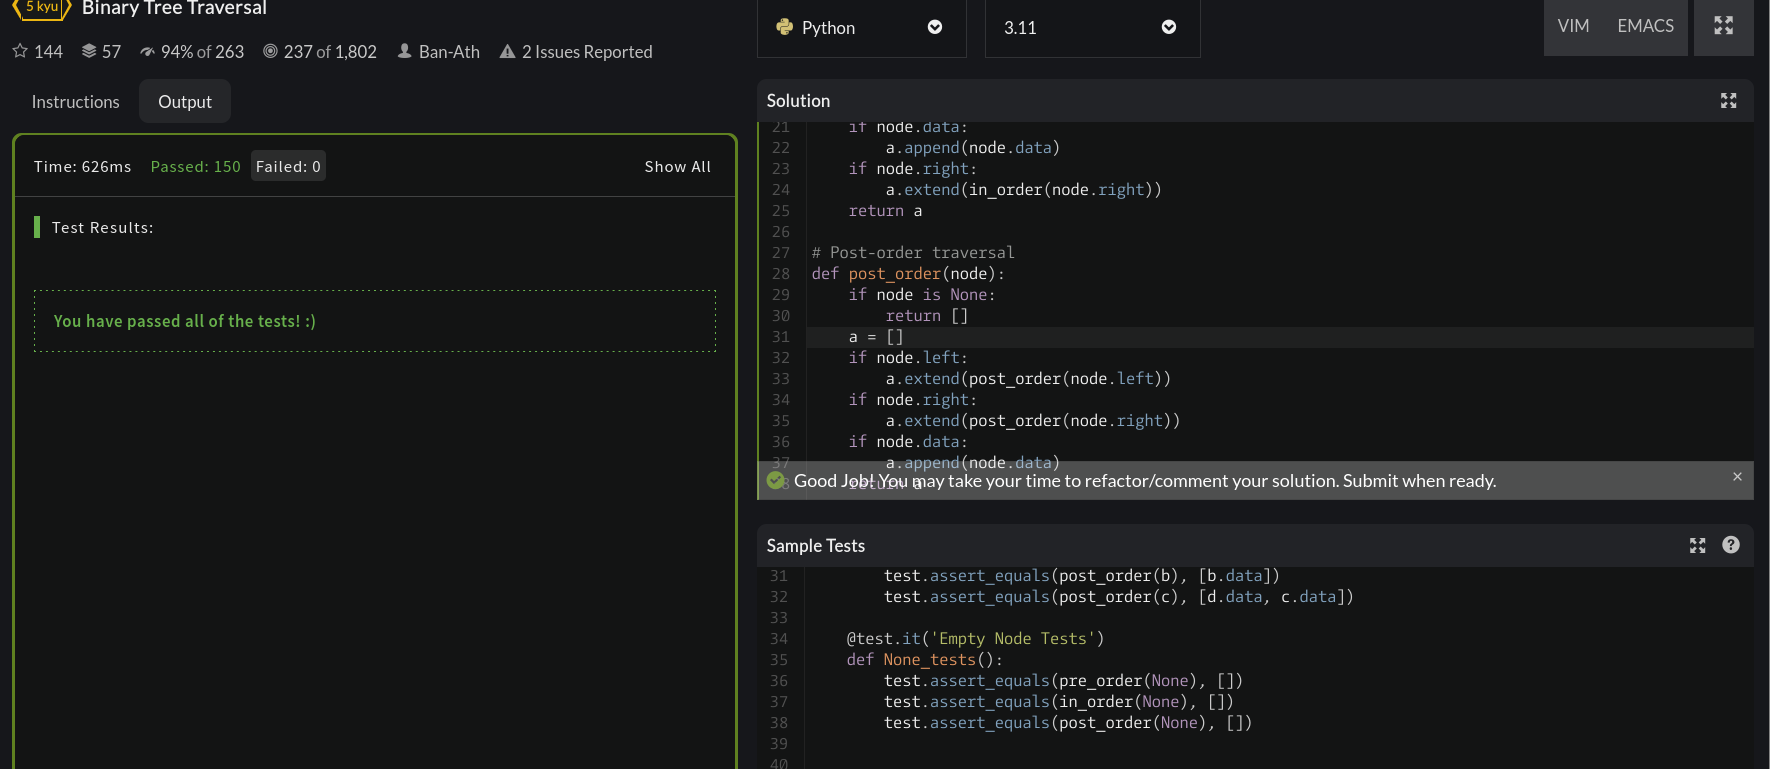 5 kyu Binary Tree Traversal
144 57 94% of 263 237 of 1,802 Ban-Ath 2 Issues Reported
Instructions Output
Time: 626ms Passed: 150 Failed: 0 Show All
Test Results:
You have passed all of the tests! :)
Python 3.11 VIM EMACS
Solution
21     if node.data:
22         a.append(node.data)
23     if node.right:
24         a.extend(in_order(node.right))
25     return a
26
27 # Post-order traversal
28 def post_order(node):
29     if node is None:
30         return []
31     a = []
32     if node.left:
33         a.extend(post_order(node.left))
34     if node.right:
35         a.extend(post_order(node.right))
36     if node.data:
37         a.append(node.data)
38     return a
Good Job! You may take your time to refactor/comment your solution. Submit when ready.
Sample Tests
31         test.assert_equals(post_order(b), [b.data])
32         test.assert_equals(post_order(c), [d.data, c.data])
33
34     @test.it('Empty Node Tests')
35     def None_tests():
36         test.assert_equals(pre_order(None), [])
37         test.assert_equals(in_order(None), [])
38         test.assert_equals(post_order(None), [])
39
40